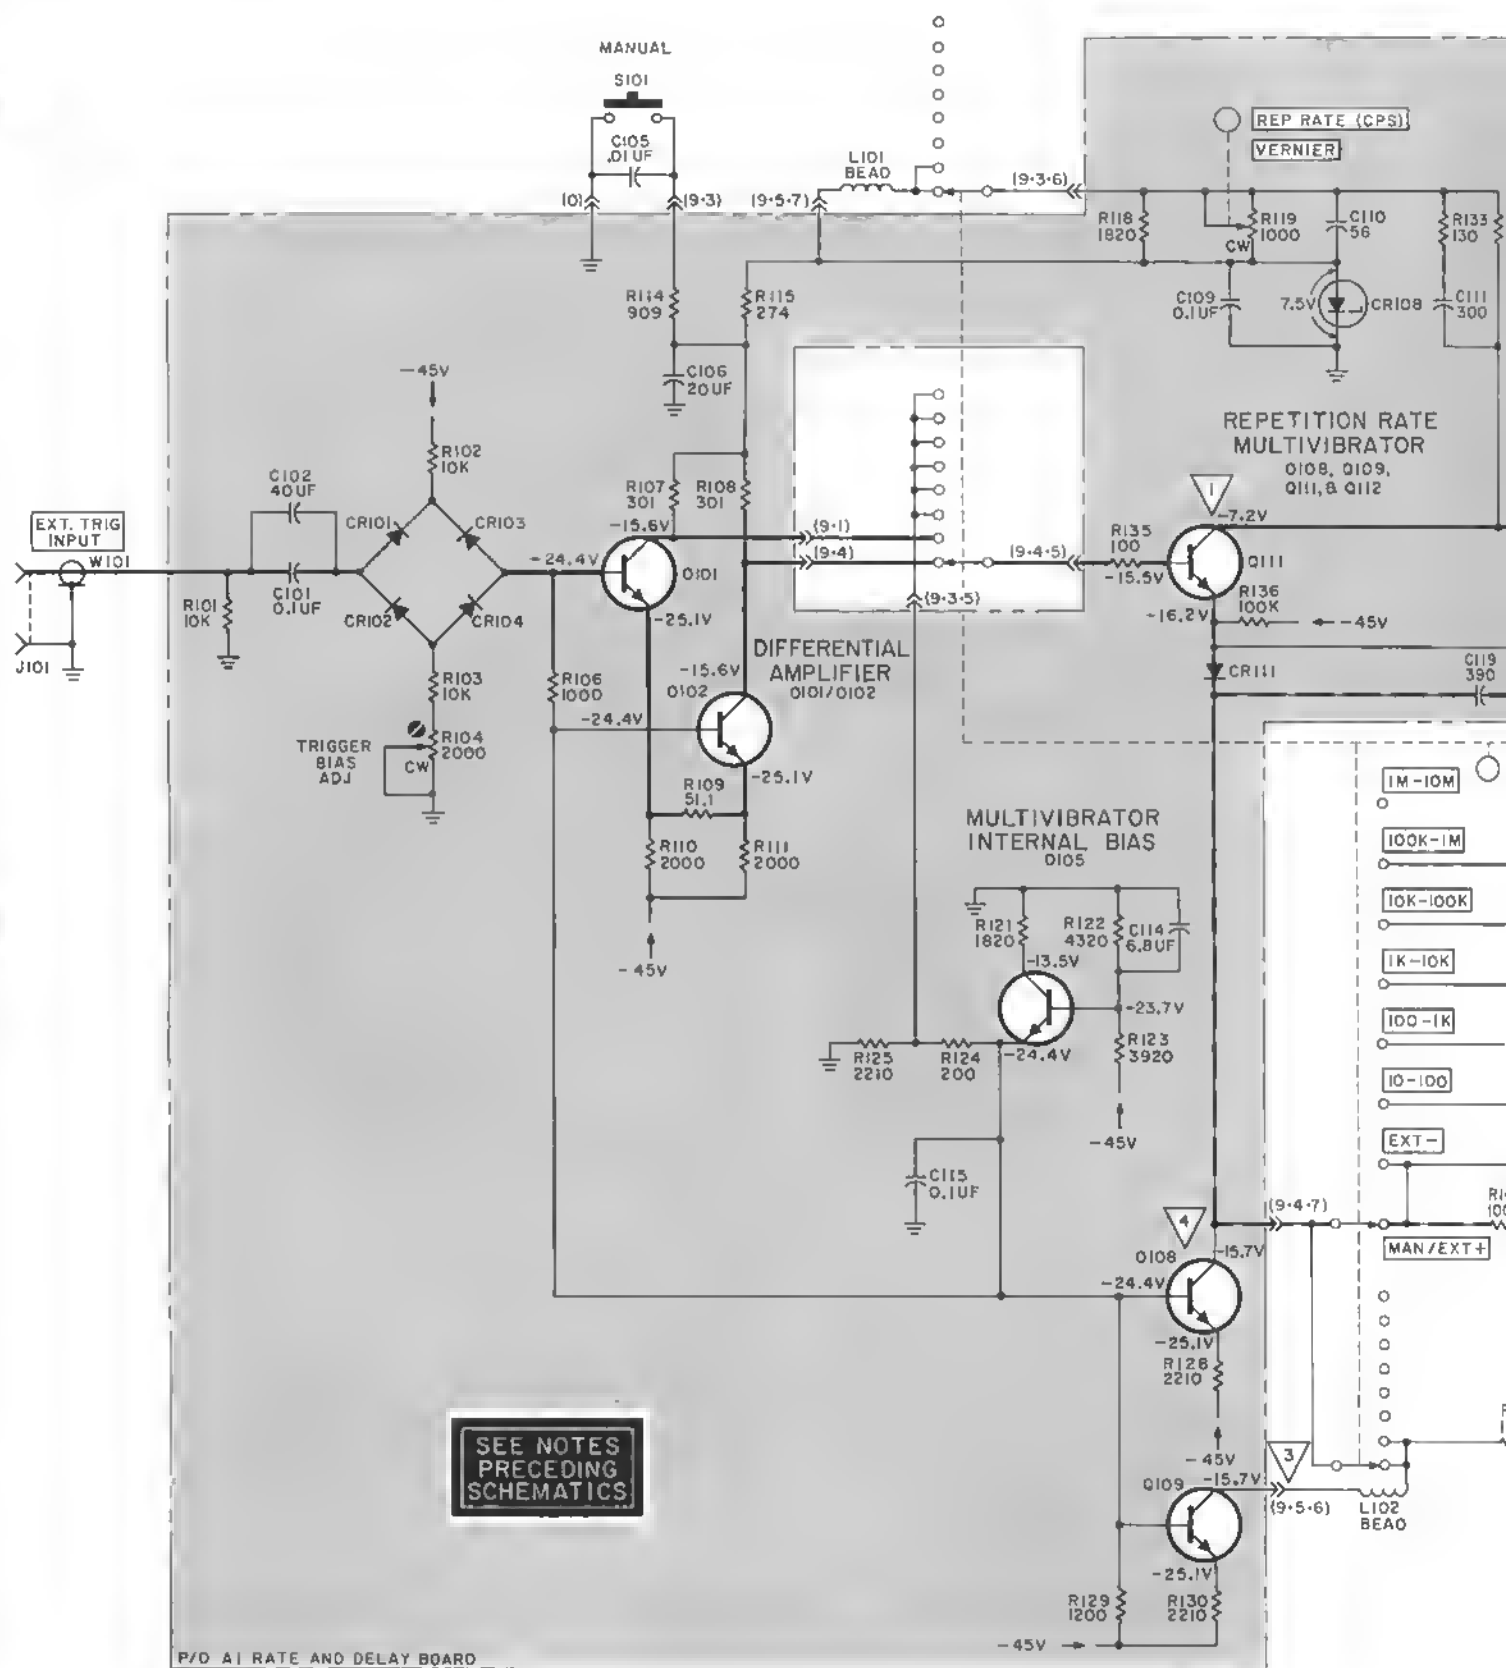 MANUAL
S101
C105
.01UF
(0)
(9·3)
L101
BEAD
(9·5·7)
(9·3·6)
REP RATE (CPS)
VERNIER
R118
1820
R119
1000
CW
C110
56
R133
130
C109
0.1UF
7.5V
CR108
C111
300
R114
909
R115
274
C106
20UF
-45V
R102
10K
C102
40UF
CR101
CR103
EXT. TRIG
INPUT
W101
R101
10K
C101
0.1UF
CR102
CR104
J101
R103
10K
R104
2000
CW
TRIGGER
BIAS
ADJ
R107
301
R108
301
-15.6V
-24.4V
Q101
-25.1V
(9·1)
(9·4)
(9·4·5)
(9·3·5)
REPETITION RATE
MULTIVIBRATOR
Q108, Q109,
Q111, & Q112
1
-7.2V
R135
100
-15.5V
Q111
-16.2V
R136
100K
-45V
CR111
C119
390
DIFFERENTIAL
AMPLIFIER
Q101/Q102
-15.6V
Q102
R106
1000
-24.4V
-25.1V
R109
51.1
R110
2000
R111
2000
-45V
MULTIVIBRATOR
INTERNAL BIAS
Q105
R121
1820
R122
4320
C114
6.8UF
-13.5V
-23.7V
-24.4V
R125
2210
R124
200
R123
3920
-45V
C115
0.1UF
1M-10M
100K-1M
10K-100K
1K-10K
100-1K
10-100
EXT-
(9·4·7)
MAN/EXT+
4
Q108
-15.7V
-24.4V
-25.1V
R128
2210
-45V
3
Q109
-15.7V
(9·5·6)
L102
BEAD
-25.1V
R129
1200
R130
2210
-45V
SEE NOTES
PRECEDING
SCHEMATICS
P/O A1 RATE AND DELAY BOARD